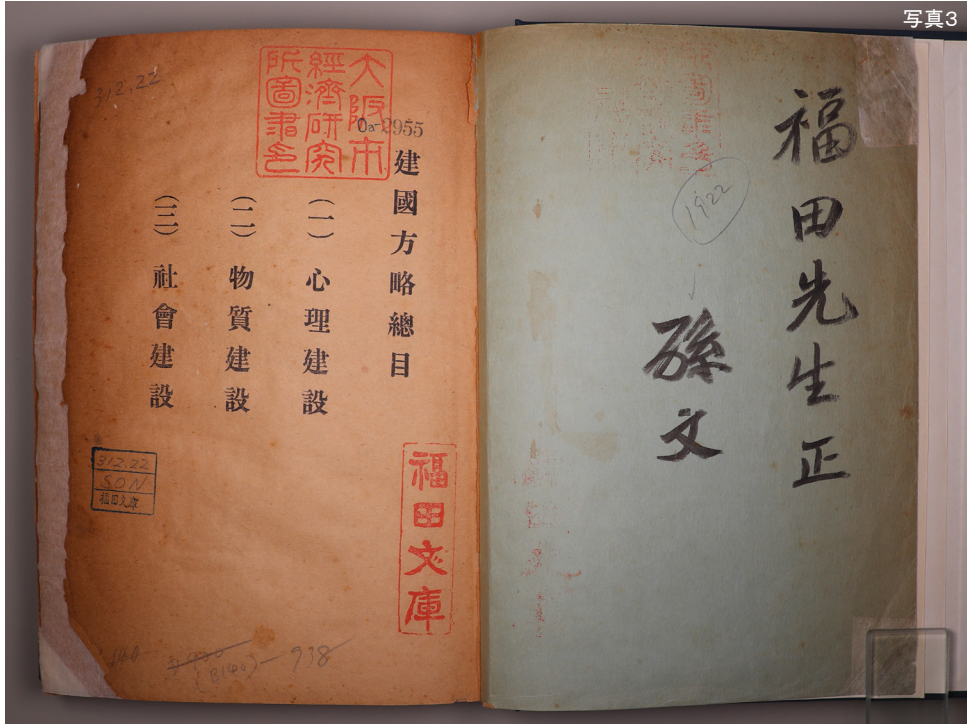 写真3
福田先生正
孫文
1922
建國方略總目
(一)心理建設
(二)物質建設
(三)社會建設
大阪市
經濟研究
所圖書印
Oa-2955
312.22
福田文庫
312.22
SON
福田文庫
(B140)
938